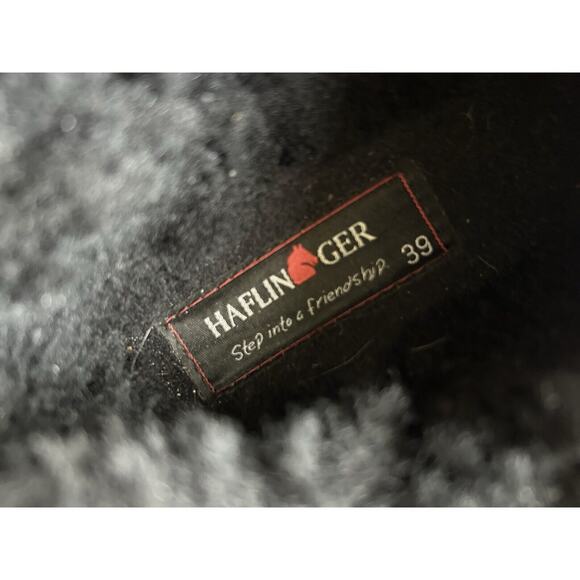 HAFLINGER
Step into a friendship.
39